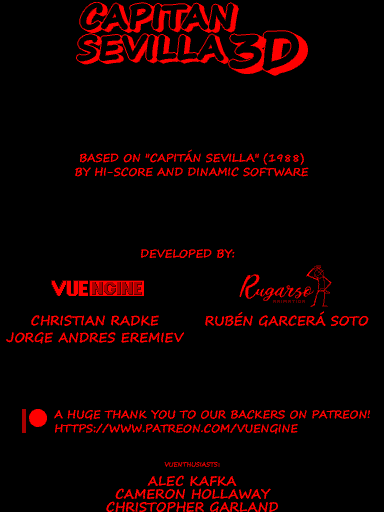 CAPITAN
SEVILLA 3D
BASED ON "CAPITÁN SEVILLA" (1988)
BY HI-SCORE AND DINAMIC SOFTWARE
DEVELOPED BY:
VUENGINE
Rugarso
CHRISTIAN RADKE
RUBÉN GARCERÁ SOTO
JORGE ANDRES EREMIEV
A HUGE THANK YOU TO OUR BACKERS ON PATREON!
HTTPS://WWW.PATREON.COM/VUENGINE
VUENTHUSIASTS:
ALEC KAFKA
CAMERON HOLLAWAY
CHRISTOPHER GARLAND